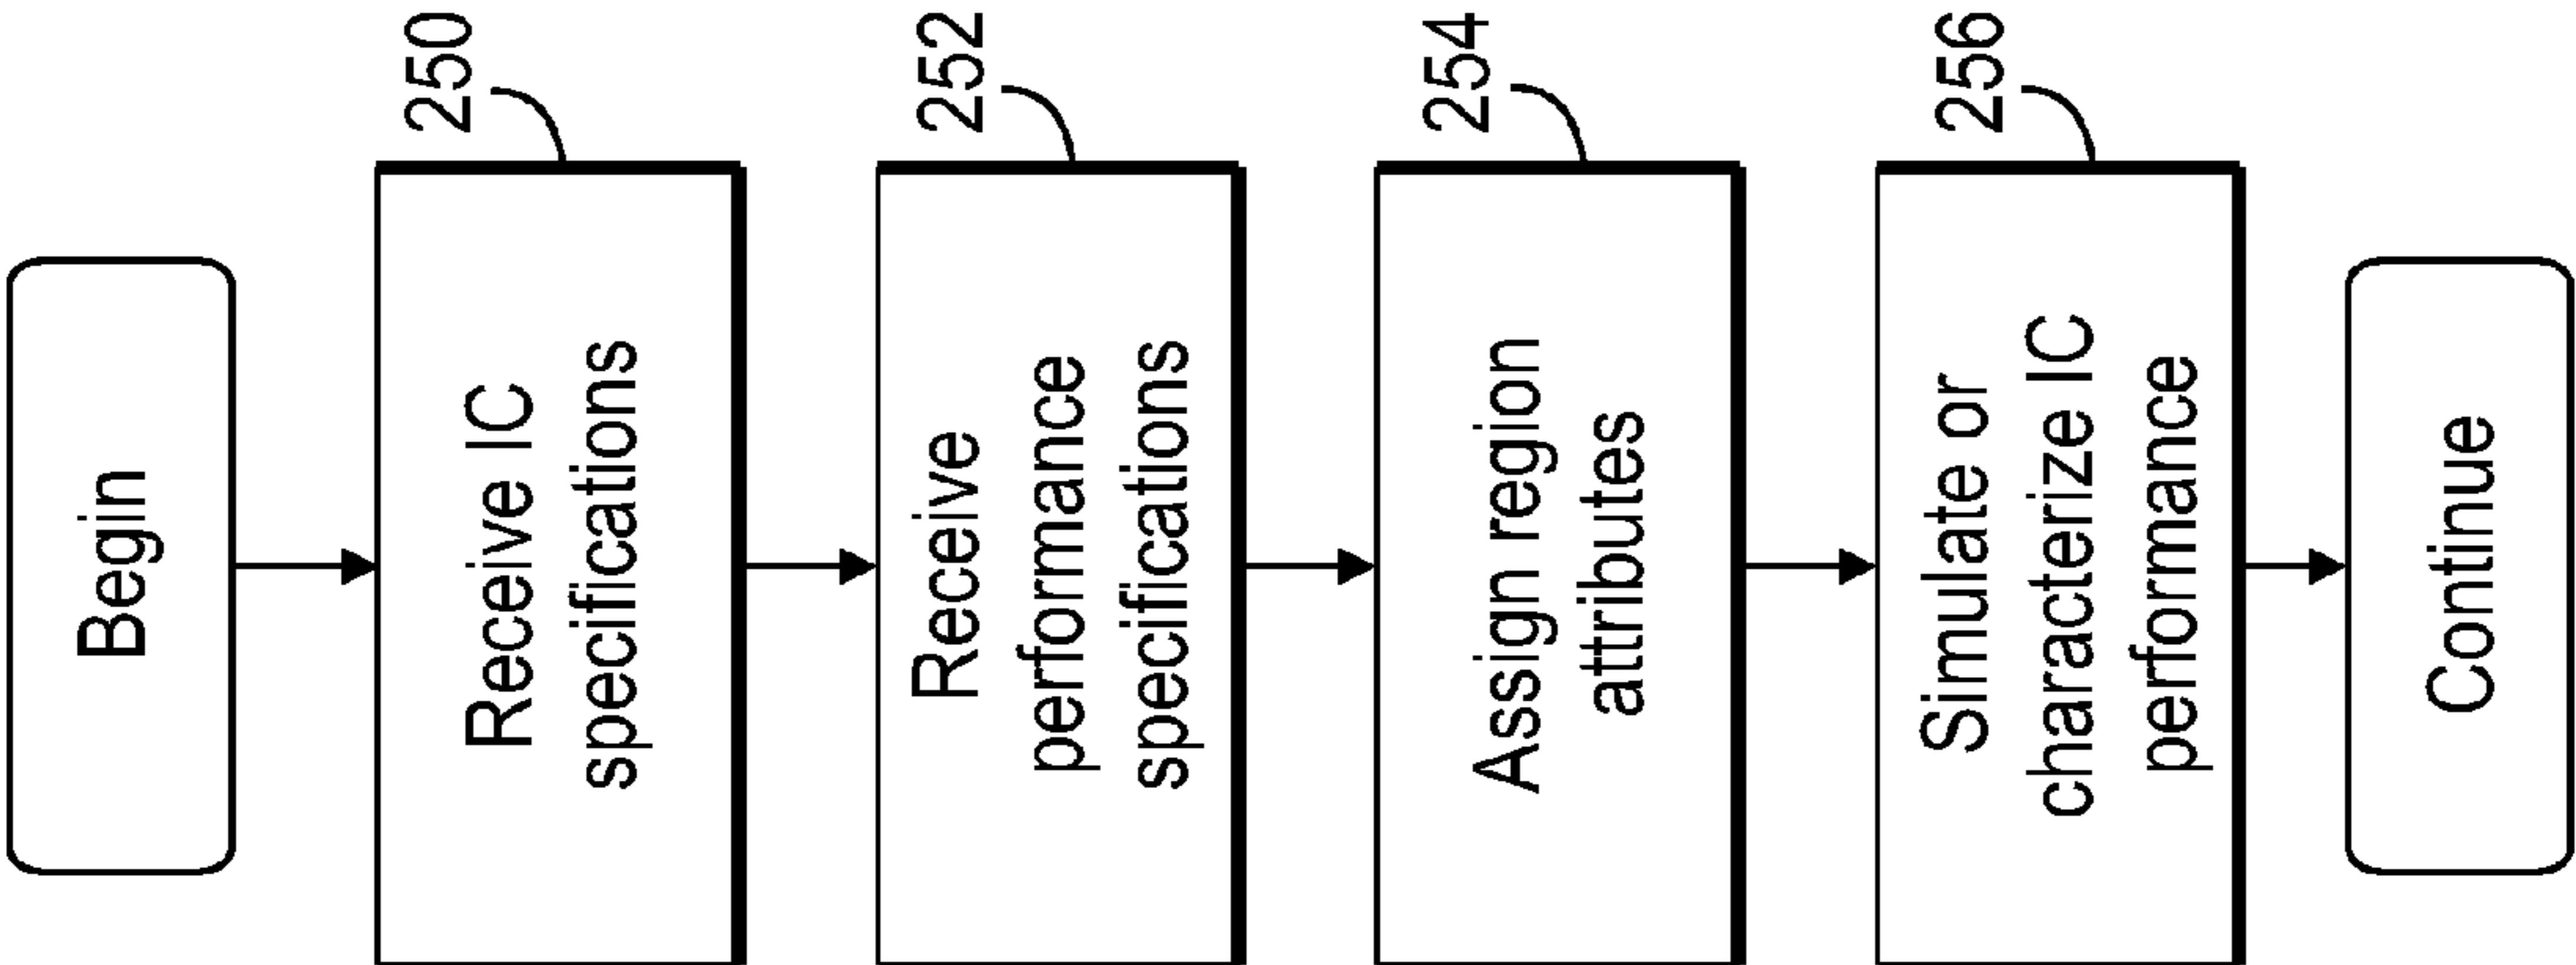 Begin
250
Receive IC
specifications
252
Receive
performance
specifications
254
Assign region
attributes
256
Simulate or
characterize IC
performance
Continue